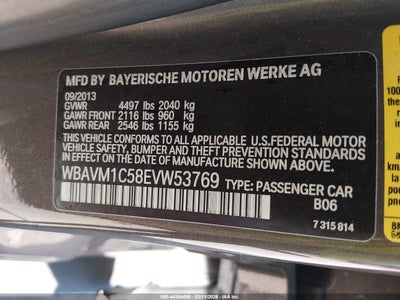 MFD BY BAYERISCHE MOTOREN WERKE AG
09/2013
GVWR 4497 lbs 2040 kg
GAWR FRONT 2116 lbs 960 kg
GAWR REAR 2546 lbs 1155 kg
THIS VEHICLE CONFORMS TO ALL APPLICABLE U.S.FEDERAL MOTOR
VEHICLE SAFETY, BUMPER, AND THEFT PREVENTION STANDARDS
IN EFFECT ON THE DATE OF MANUFACTURE SHOWN ABOVE.
WBAVM1C58EVW53769 TYPE: PASSENGER CAR
B06
7 315 814